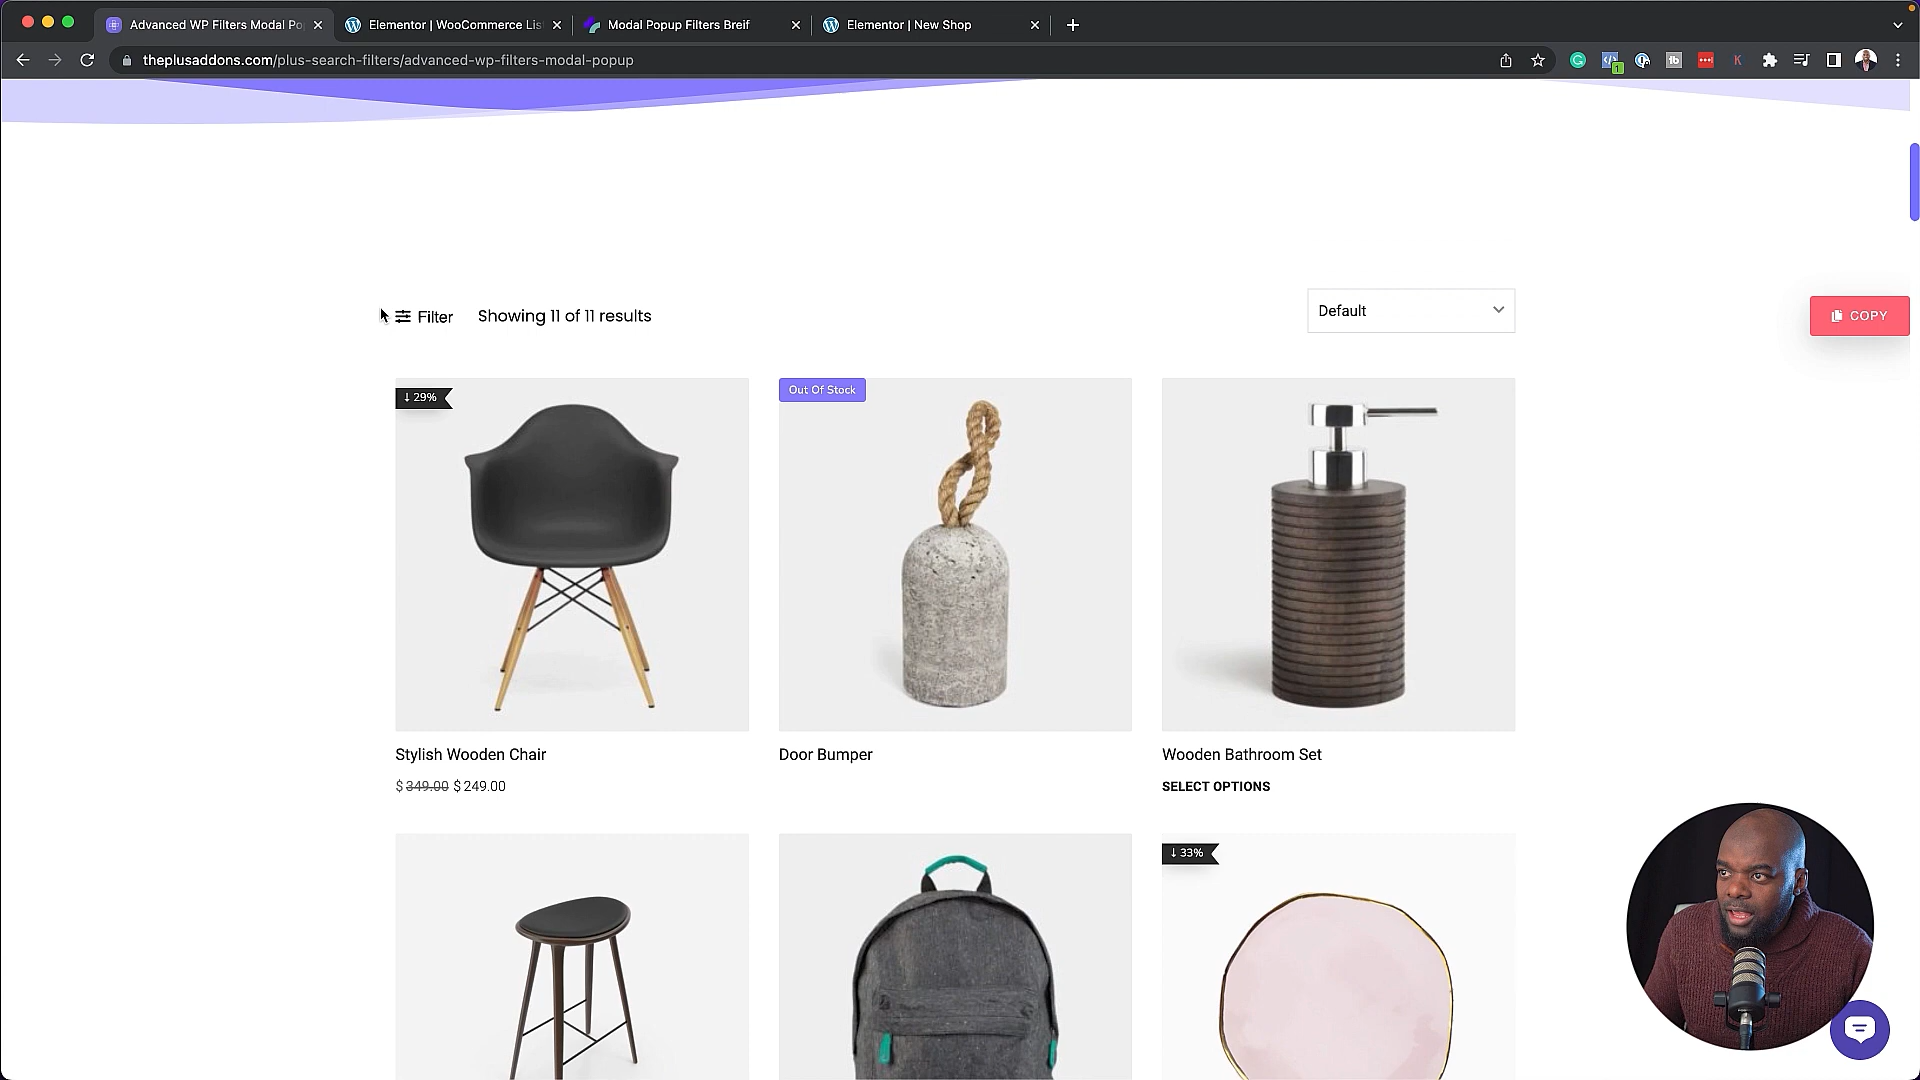 Advanced WP Filters Modal Po
Elementor | WooCommerce Lis
Modal Popup Filters Breif
Elementor | New Shop
theplusaddons.com/plus-search-filters/advanced-wp-filters-modal-popup
Filter
Showing 11 of 11 results
Default
COPY
↓ 29%
Out Of Stock
Stylish Wooden Chair
Door Bumper
Wooden Bathroom Set
$ 349.00 $ 249.00
SELECT OPTIONS
↓ 33%